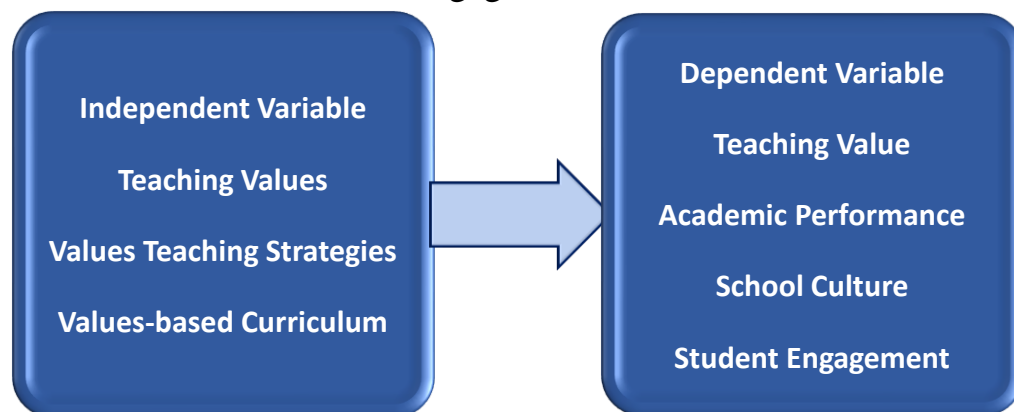 Independent Variable
Teaching Values
Values Teaching Strategies
Values-based Curriculum
Dependent Variable
Teaching Value
Academic Performance
School Culture
Student Engagement